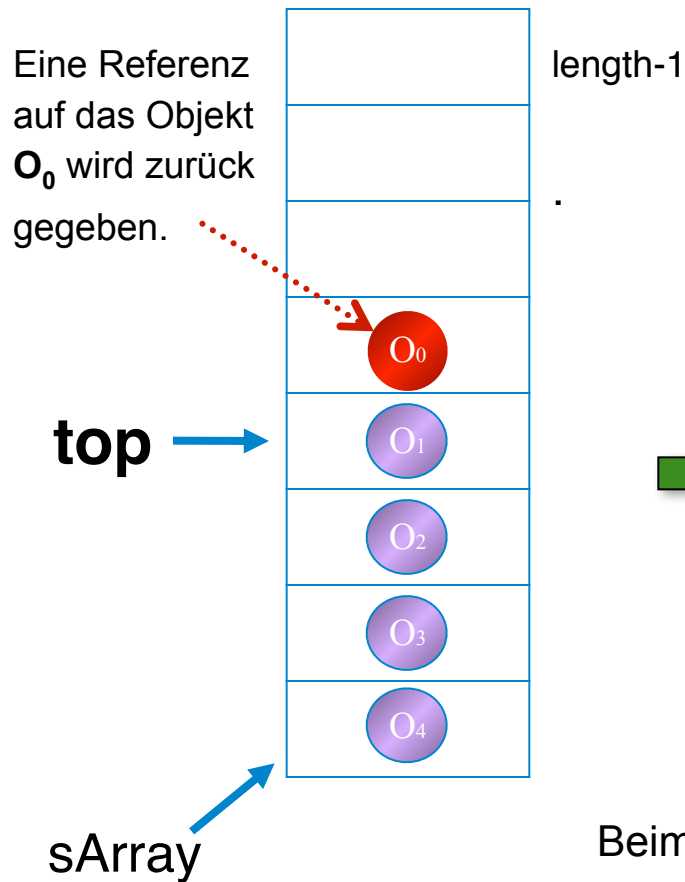 Eine Referenz
auf das Objekt
O₀ wird zurück
gegeben.
length-1
.
O₀
top
O₁
O₂
O₃
O₄
sArray
Beim